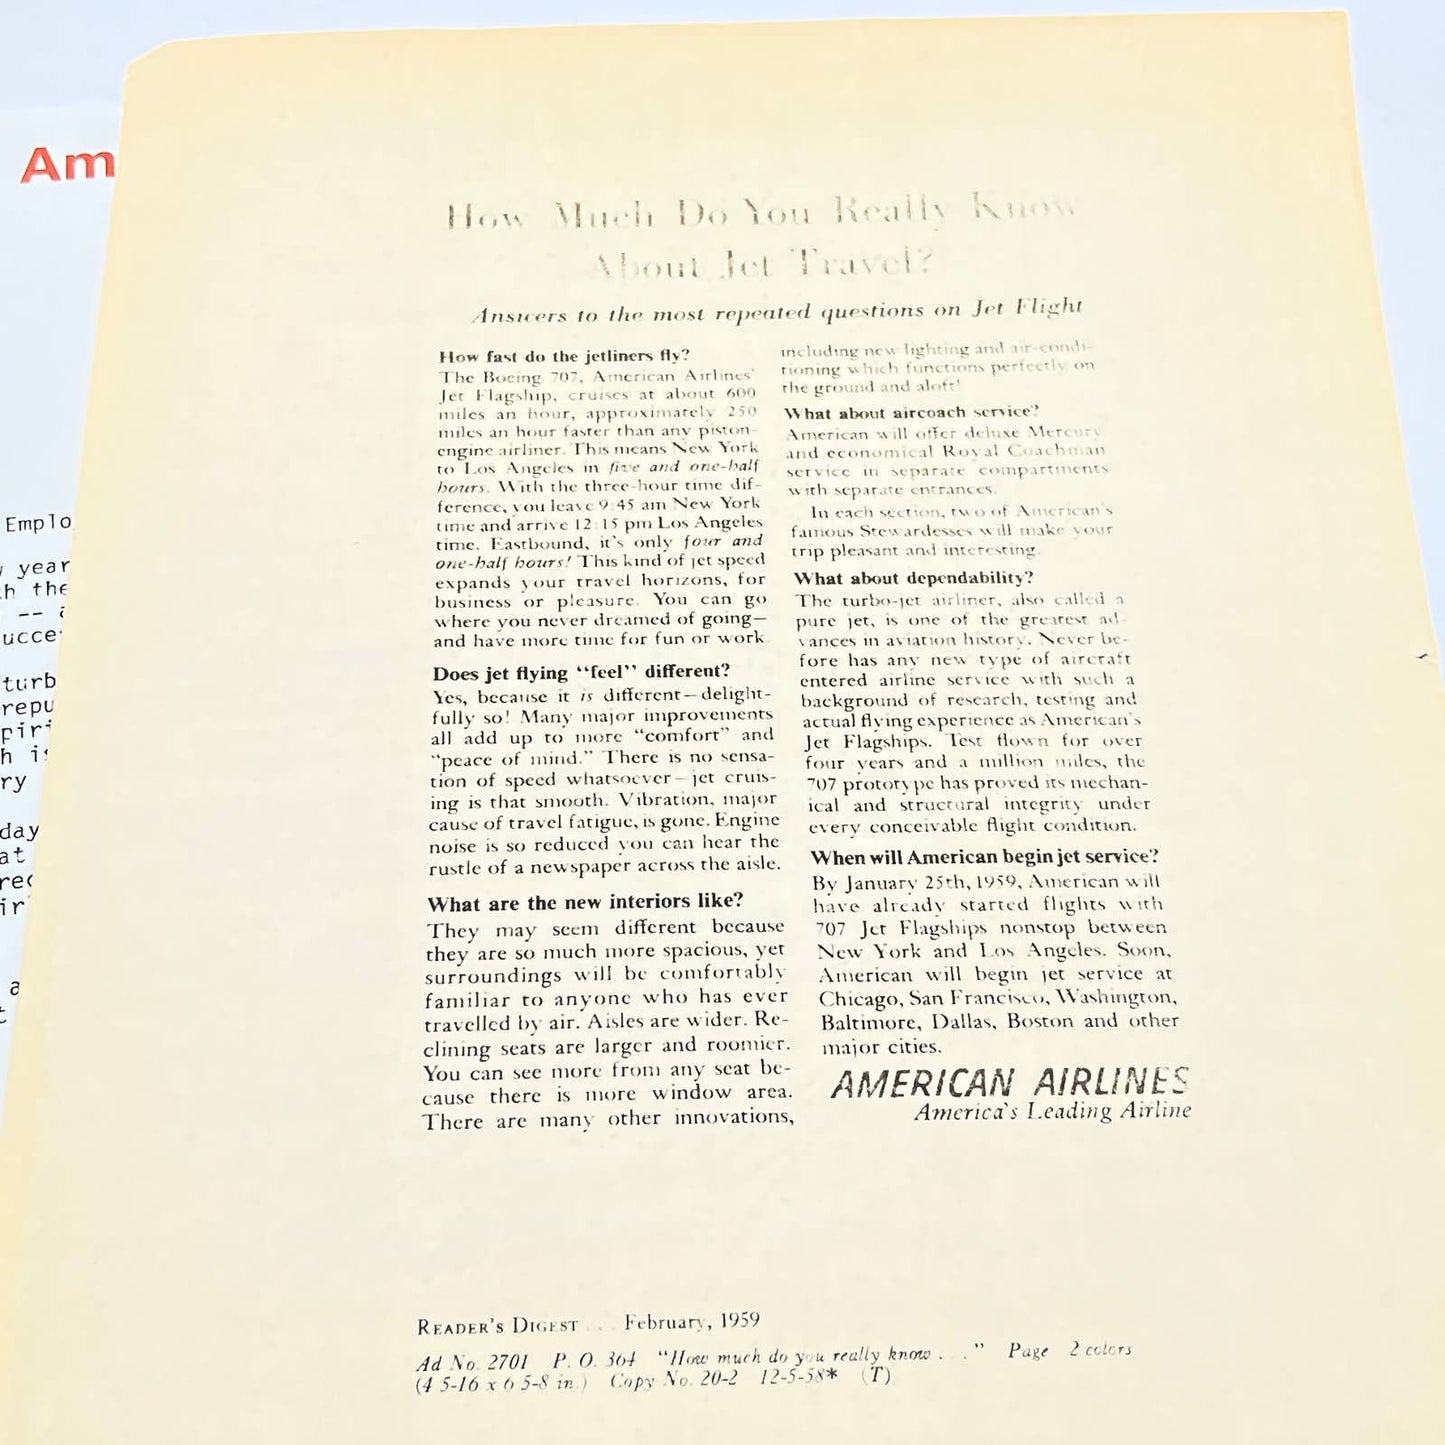 Am
Emplo
year
h the
-- a
ucce
turb
repu
piri
h i
ry
day
at
rec
ir
a
t
How Much Do You Really Know
About Jet Travel?
Answers to the most repeated questions on Jet Flight
How fast do the jetliners fly?
The Boeing 707, American Airlines'
Jet Flagship, cruises at about 600
miles an hour, approximately 250
miles an hour faster than any piston-
engine airliner. This means New York
to Los Angeles in five and one-half
hours. With the three-hour time dif-
ference, you leave 9:45 am New York
time and arrive 12:15 pm Los Angeles
time. Eastbound, it's only four and
one-half hours! This kind of jet speed
expands your travel horizons, for
business or pleasure. You can go
where you never dreamed of going—
and have more time for fun or work.
Does jet flying "feel" different?
Yes, because it is different—delight-
fully so! Many major improvements
all add up to more "comfort" and
"peace of mind." There is no sensa-
tion of speed whatsoever—jet cruis-
ing is that smooth. Vibration, major
cause of travel fatigue, is gone. Engine
noise is so reduced you can hear the
rustle of a newspaper across the aisle.
What are the new interiors like?
They may seem different because
they are so much more spacious, yet
surroundings will be comfortably
familiar to anyone who has ever
travelled by air. Aisles are wider. Re-
clining seats are larger and roomier.
You can see more from any seat be-
cause there is more window area.
There are many other innovations,
including new lighting and air-condi-
tioning which functions perfectly on
the ground and aloft!
What about aircoach service?
American will offer deluxe Mercury
and economical Royal Coachman
service in separate compartments
with separate entrances.
In each section, two of American's
famous Stewardesses will make your
trip pleasant and interesting.
What about dependability?
The turbo-jet airliner, also called a
pure jet, is one of the greatest ad-
vances in aviation history. Never be-
fore has any new type of aircraft
entered airline service with such a
background of research, testing and
actual flying experience as American's
Jet Flagships. Test flown for over
four years and a million miles, the
707 prototype has proved its mechan-
ical and structural integrity under
every conceivable flight condition.
When will American begin jet service?
By January 25th, 1959, American will
have already started flights with
707 Jet Flagships nonstop between
New York and Los Angeles. Soon,
American will begin jet service at
Chicago, San Francisco, Washington,
Baltimore, Dallas, Boston and other
major cities.
AMERICAN AIRLINES
America's Leading Airline
READER'S DIGEST . . . February, 1959
Ad No. 2701 P. O. 364 "How much do you really know . . ." Page 2 colors
(4 5-16 x 6 5-8 in.) Copy No. 20-2 12-5-58* (T)